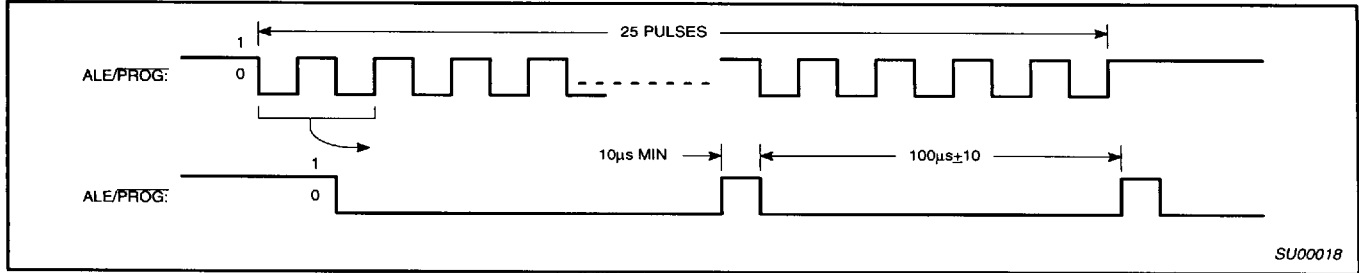 25 PULSES
1
ALE/PROG: 0
10µs MIN
100µs±10
1
ALE/PROG: 0
SU00018